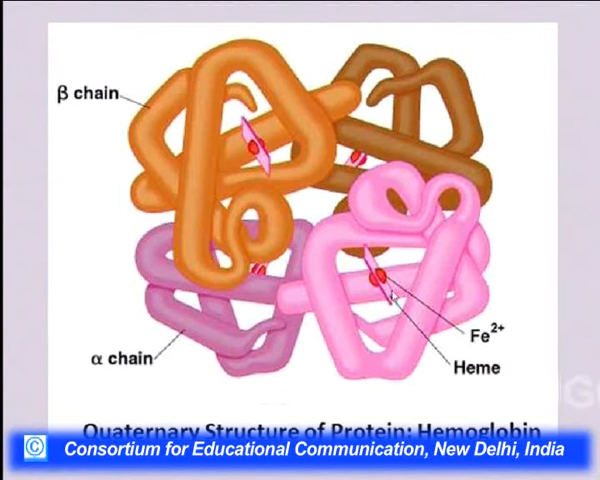 β chain
α chain
Fe2+
Heme
Quaternary Structure of Protein: Hemoglobin
© Consortium for Educational Communication, New Delhi, India